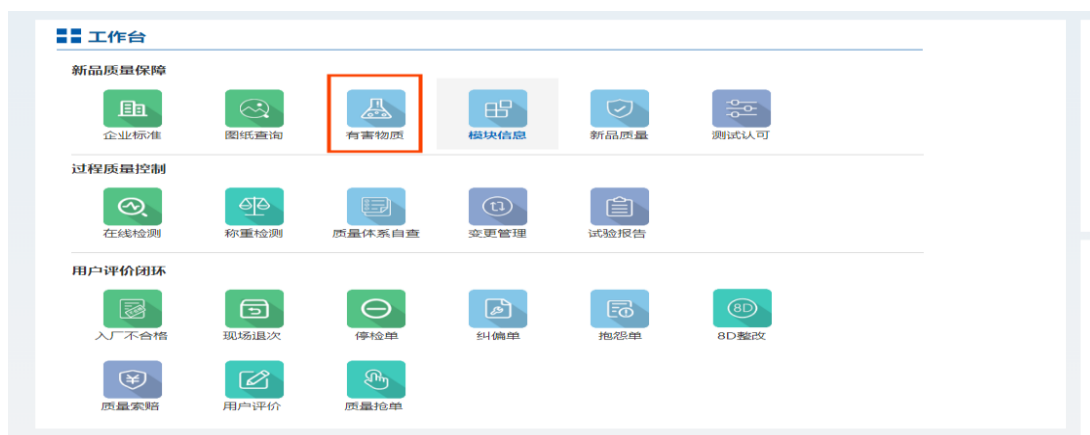 工作台
新品质量保障
企业标准 图纸查询 有害物质 模块信息 新品质量 测试认可
过程质量控制
在线检测 称重检测 质量体系自查 变更管理 试验报告
用户评价闭环
8D
入厂不合格 现场退次 停检单 纠偏单 抱怨单 8D整改
¥
质量索赔 用户评价 质量抢单